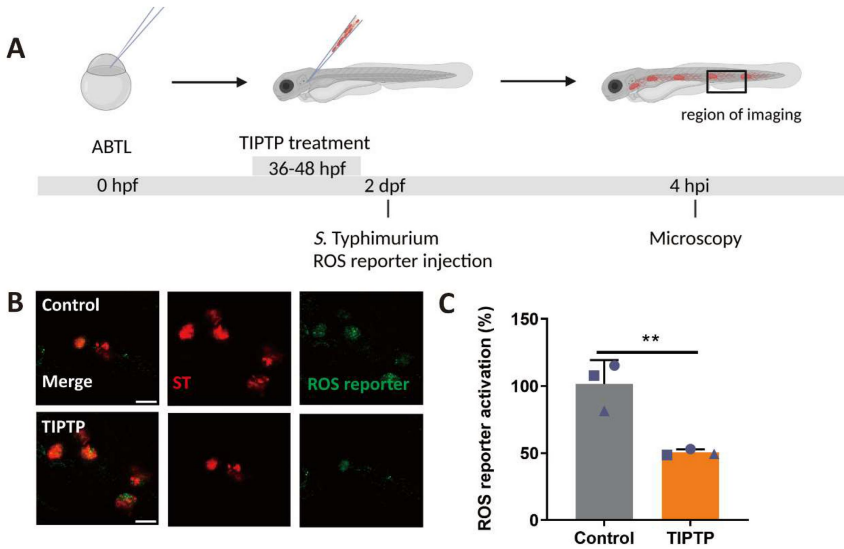 A
ABTL
TIPTP treatment
region of imaging
36-48 hpf
0 hpf
2 dpf
4 hpi
S. Typhimurium
ROS reporter injection
Microscopy
B
Control
Merge
ST
ROS reporter
TIPTP
C
ROS reporter activation (%)
150
**
100
50
0
Control
TIPTP